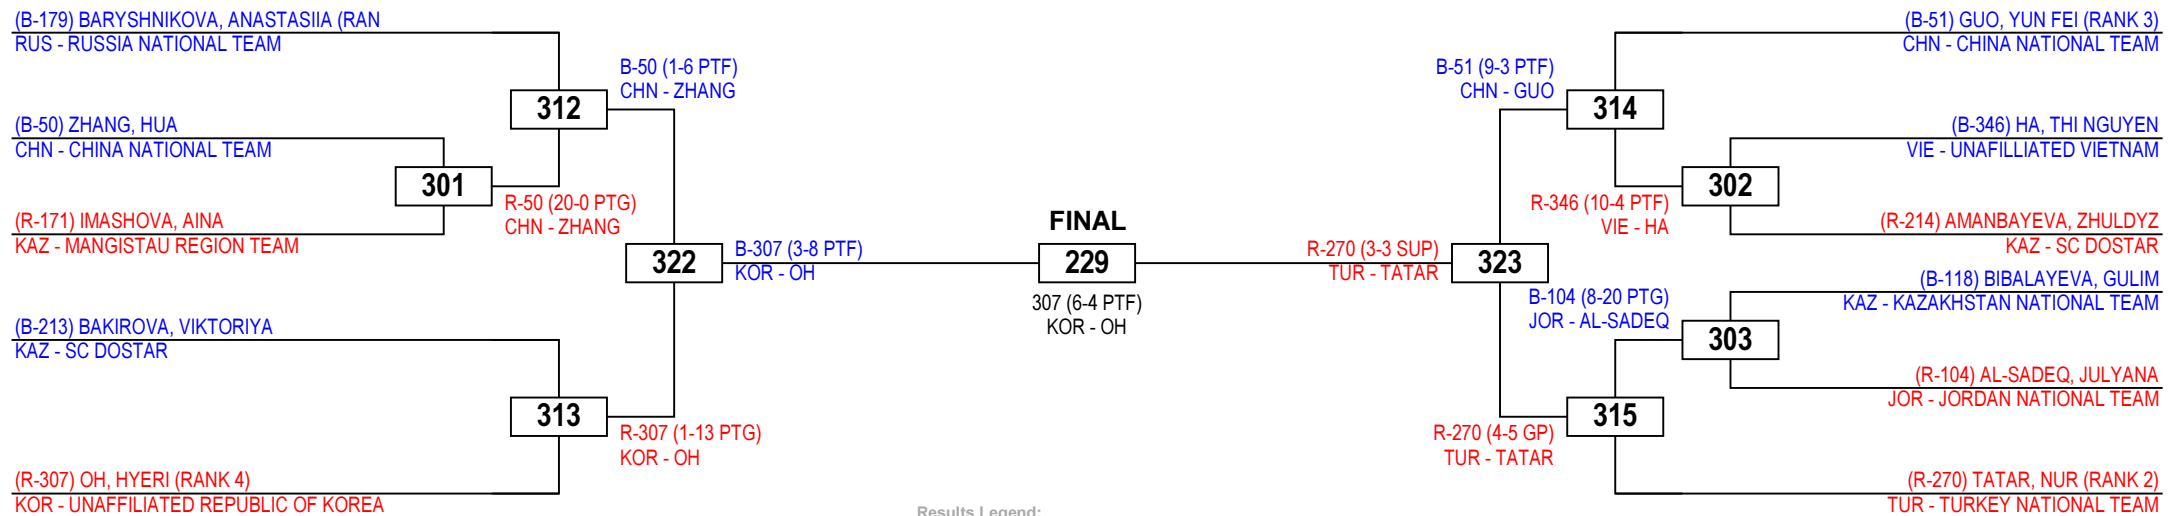 (B-179) BARYSHNIKOVA, ANASTASIIA (RAN
RUS - RUSSIA NATIONAL TEAM
B-50 (1-6 PTF)
CHN - ZHANG
312
(B-50) ZHANG, HUA
CHN - CHINA NATIONAL TEAM
301
R-50 (20-0 PTG)
CHN - ZHANG
(R-171) IMASHOVA, AINA
KAZ - MANGISTAU REGION TEAM
322
B-307 (3-8 PTF)
KOR - OH
(B-213) BAKIROVA, VIKTORIYA
KAZ - SC DOSTAR
313
R-307 (1-13 PTG)
KOR - OH
(R-307) OH, HYERI (RANK 4)
KOR - UNAFFILIATED REPUBLIC OF KOREA
FINAL
229
307 (6-4 PTF)
KOR - OH
Results Legend:
(B-51) GUO, YUN FEI (RANK 3)
CHN - CHINA NATIONAL TEAM
B-51 (9-3 PTF)
CHN - GUO
314
(B-346) HA, THI NGUYEN
VIE - UNAFILLIATED VIETNAM
302
R-346 (10-4 PTF)
VIE - HA
(R-214) AMANBAYEVA, ZHULDYZ
KAZ - SC DOSTAR
R-270 (3-3 SUP)
TUR - TATAR
323
(B-118) BIBALAYEVA, GULIM
KAZ - KAZAKHSTAN NATIONAL TEAM
B-104 (8-20 PTG)
JOR - AL-SADEQ
303
(R-104) AL-SADEQ, JULYANA
JOR - JORDAN NATIONAL TEAM
315
R-270 (4-5 GP)
TUR - TATAR
(R-270) TATAR, NUR (RANK 2)
TUR - TURKEY NATIONAL TEAM